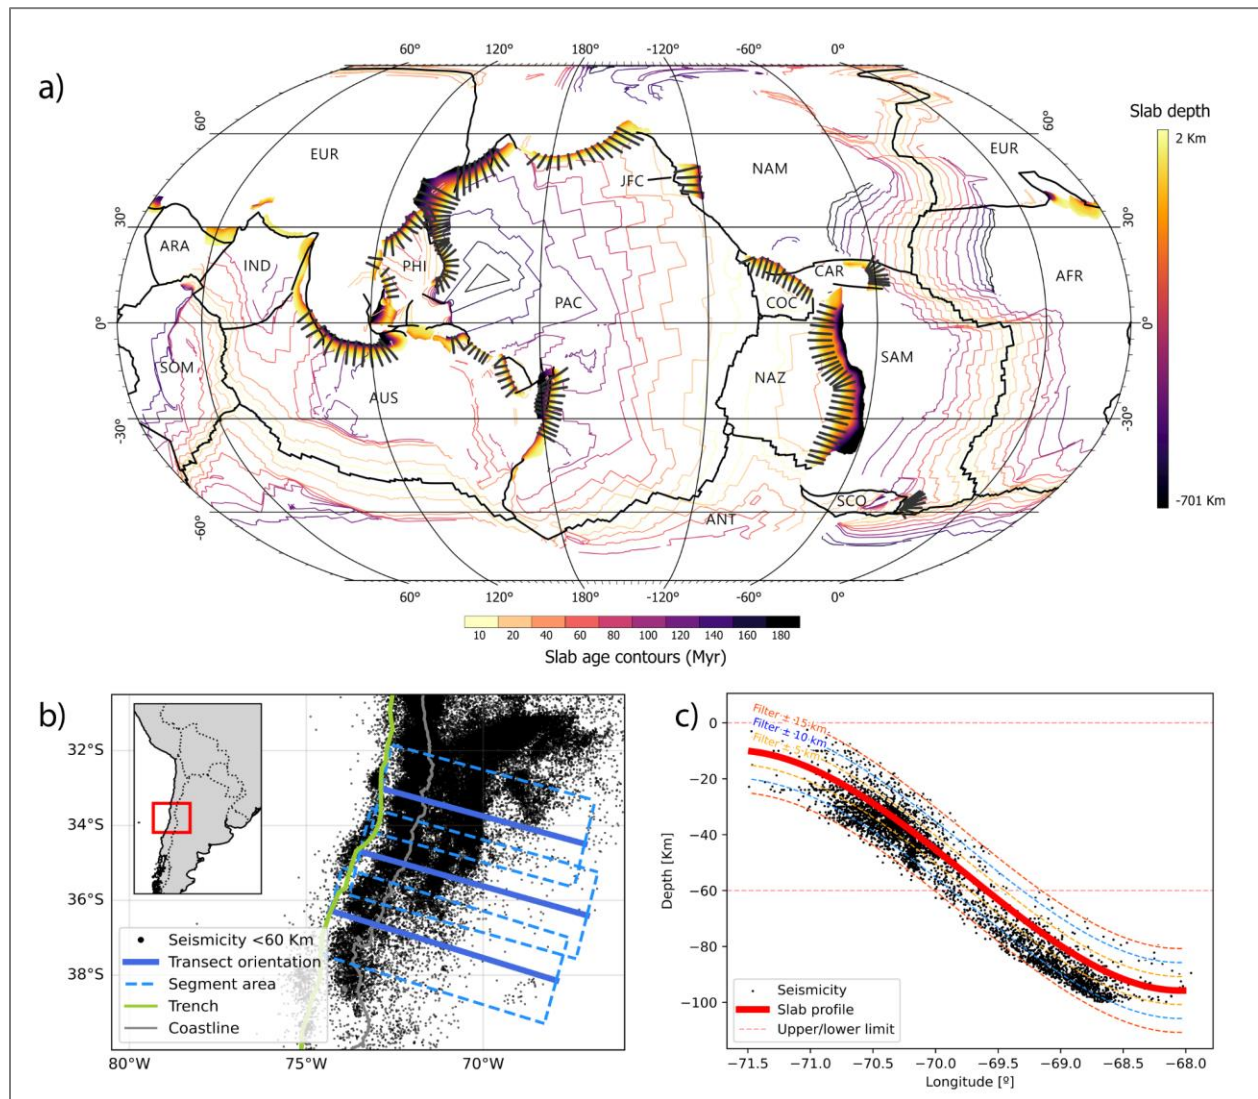 a)
60° 120° 180° -120° -60° 0°
Slab depth
2 Km
-701 Km
60° 60°
EUR NAM EUR
JFC
30° 30°
ARA IND PHI CAR AFR
PAC COC
0° 0°
SOM AUS NAZ SAM
-30° -30°
SCO
ANT
-60° -60°
60° 120° 180° -120° -60° 0°
10 20 40 60 80 100 120 140 160 180
Slab age contours (Myr)
b)
32°S
34°S
36°S
38°S
Seismicity <60 Km
Transect orientation
Segment area
Trench
Coastline
80°W 75°W 70°W
c)
Filter ± 15 km
Filter ± 10 km
Filter ± 5 km
0
−20
−40
−60
−80
−100
Depth [Km]
Seismicity
Slab profile
Upper/lower limit
−71.5 −71.0 −70.5 −70.0 −69.5 −69.0 −68.5 −68.0
Longitude [º]